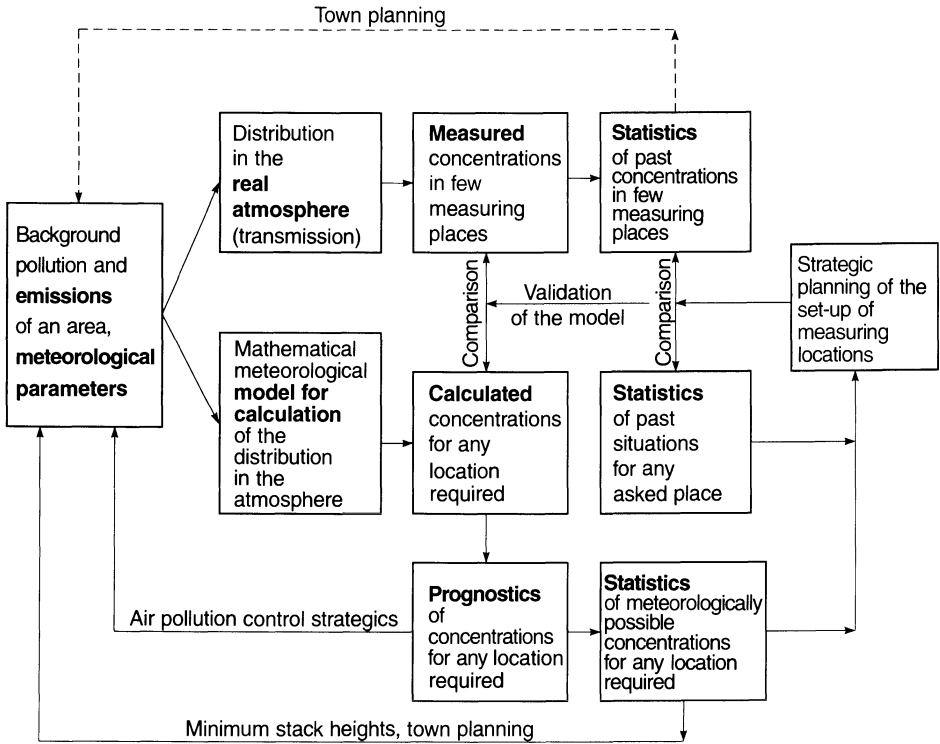 Town planning
Distribution
in the
real
atmosphere
(transmission)
Measured
concentrations
in few
measuring
places
Statistics
of past
concentrations
in few
measuring
places
Background
pollution and
emissions
of an area,
meteorological
parameters
Comparison
Validation
of the model
Comparison
Strategic
planning of the
set-up of
measuring
locations
Mathematical
meteorological
model for
calculation
of the
distribution
in the
atmosphere
Calculated
concentrations
for any
location
required
Statistics
of past
situations
for any
asked place
Air pollution control strategics
Prognostics
of
concentrations
for any location
required
Statistics
of meteorologically
possible
concentrations
for any location
required
Minimum stack heights, town planning